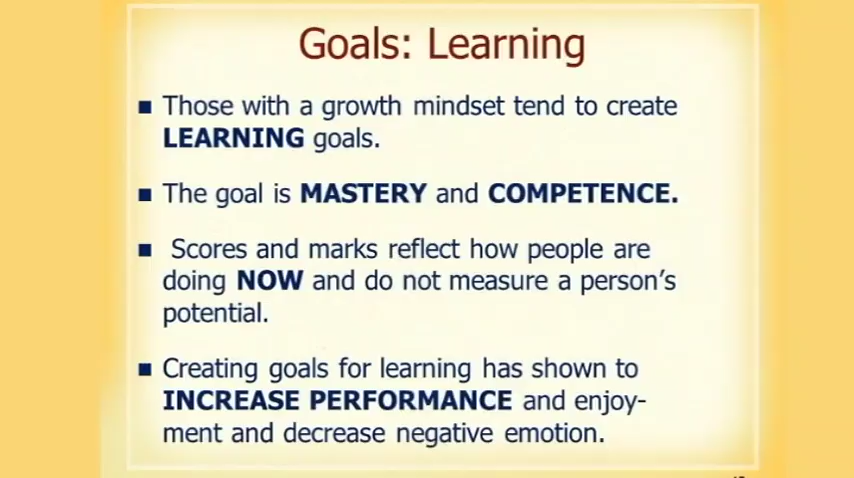 Goals: Learning
Those with a growth mindset tend to create
LEARNING goals.
The goal is MASTERY and COMPETENCE.
Scores and marks reflect how people are
doing NOW and do not measure a person's
potential.
Creating goals for learning has shown to
INCREASE PERFORMANCE and enjoy-
ment and decrease negative emotion.